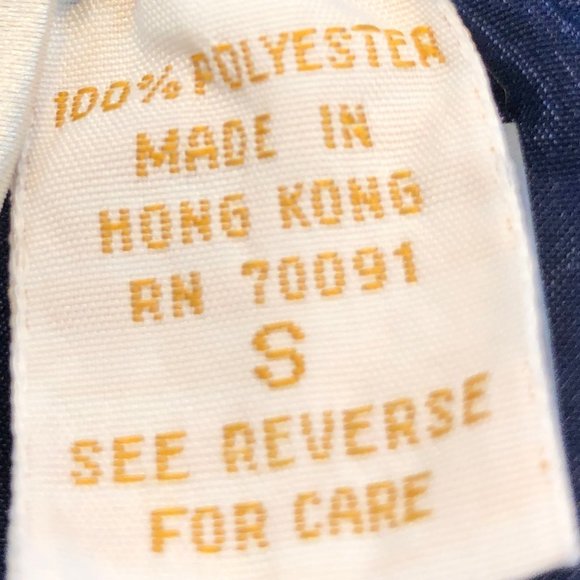 100% POLYESTER
MADE IN
HONG KONG
RN 70091
S
SEE REVERSE
FOR CARE